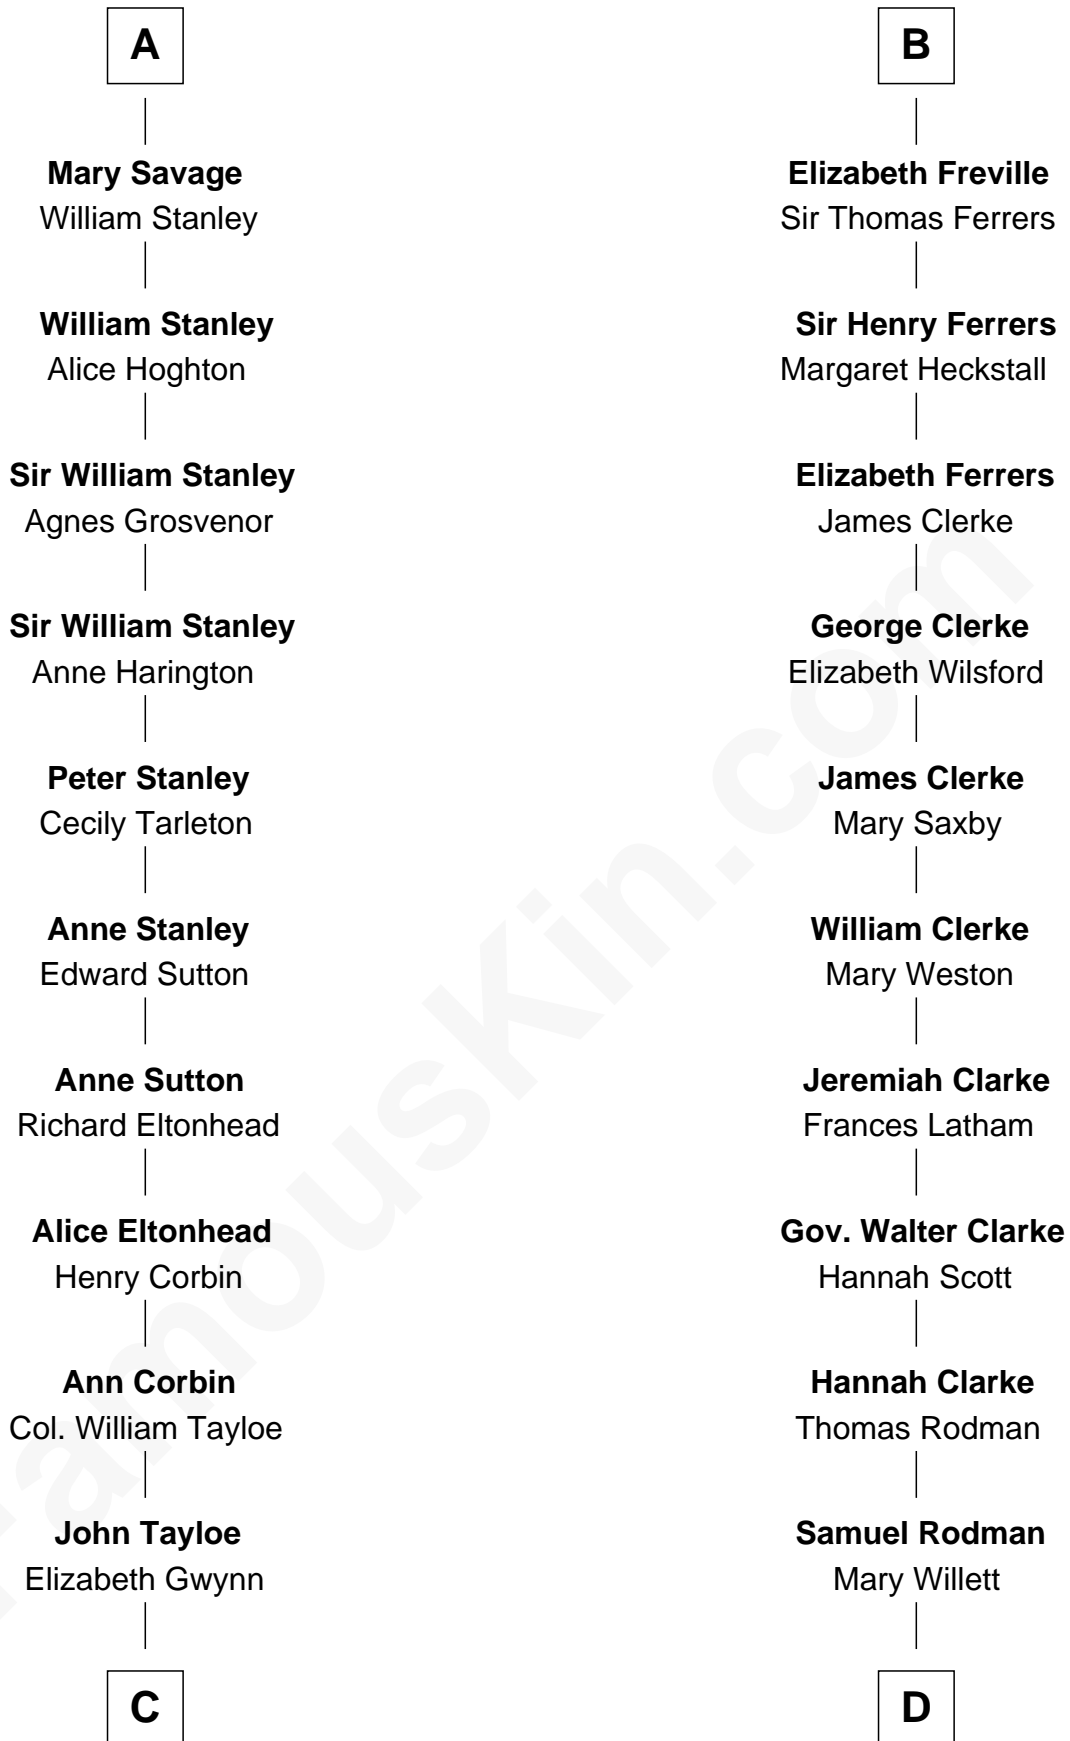 A
Mary Savage
William Stanley
William Stanley
Alice Hoghton
Sir William Stanley
Agnes Grosvenor
Sir William Stanley
Anne Harington
Peter Stanley
Cecily Tarleton
Anne Stanley
Edward Sutton
Anne Sutton
Richard Eltonhead
Alice Eltonhead
Henry Corbin
Ann Corbin
Col. William Tayloe
John Tayloe
Elizabeth Gwynn
C
B
Elizabeth Freville
Sir Thomas Ferrers
Sir Henry Ferrers
Margaret Heckstall
Elizabeth Ferrers
James Clerke
George Clerke
Elizabeth Wilsford
James Clerke
Mary Saxby
William Clerke
Mary Weston
Jeremiah Clarke
Frances Latham
Gov. Walter Clarke
Hannah Scott
Hannah Clarke
Thomas Rodman
Samuel Rodman
Mary Willett
D
FamousKin.com